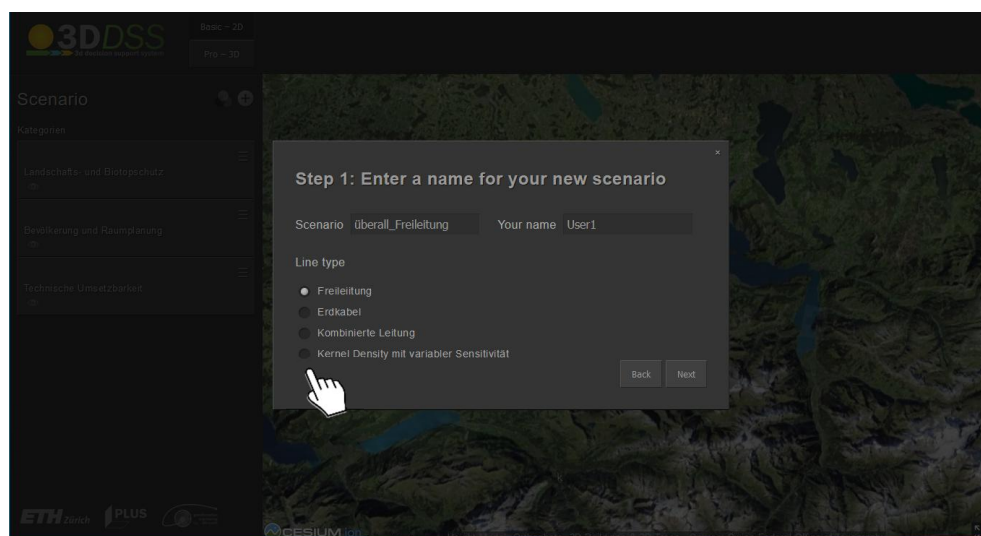 3DDSS
Basic – 2D
Pro – 3D
Scenario
Kategorien
Landschafts- und Biotopschutz
Bevölkerung und Raumplanung
Technische Umsetzbarkeit
×
Step 1: Enter a name for your new scenario
Scenario überall_Freileitung Your name User1
Line type
Freileitung
Erdkabel
Kombinierte Leitung
Kernel Density mit variabler Sensitivität
Back Next
ETH Zürich PLUS
CESIUM ion